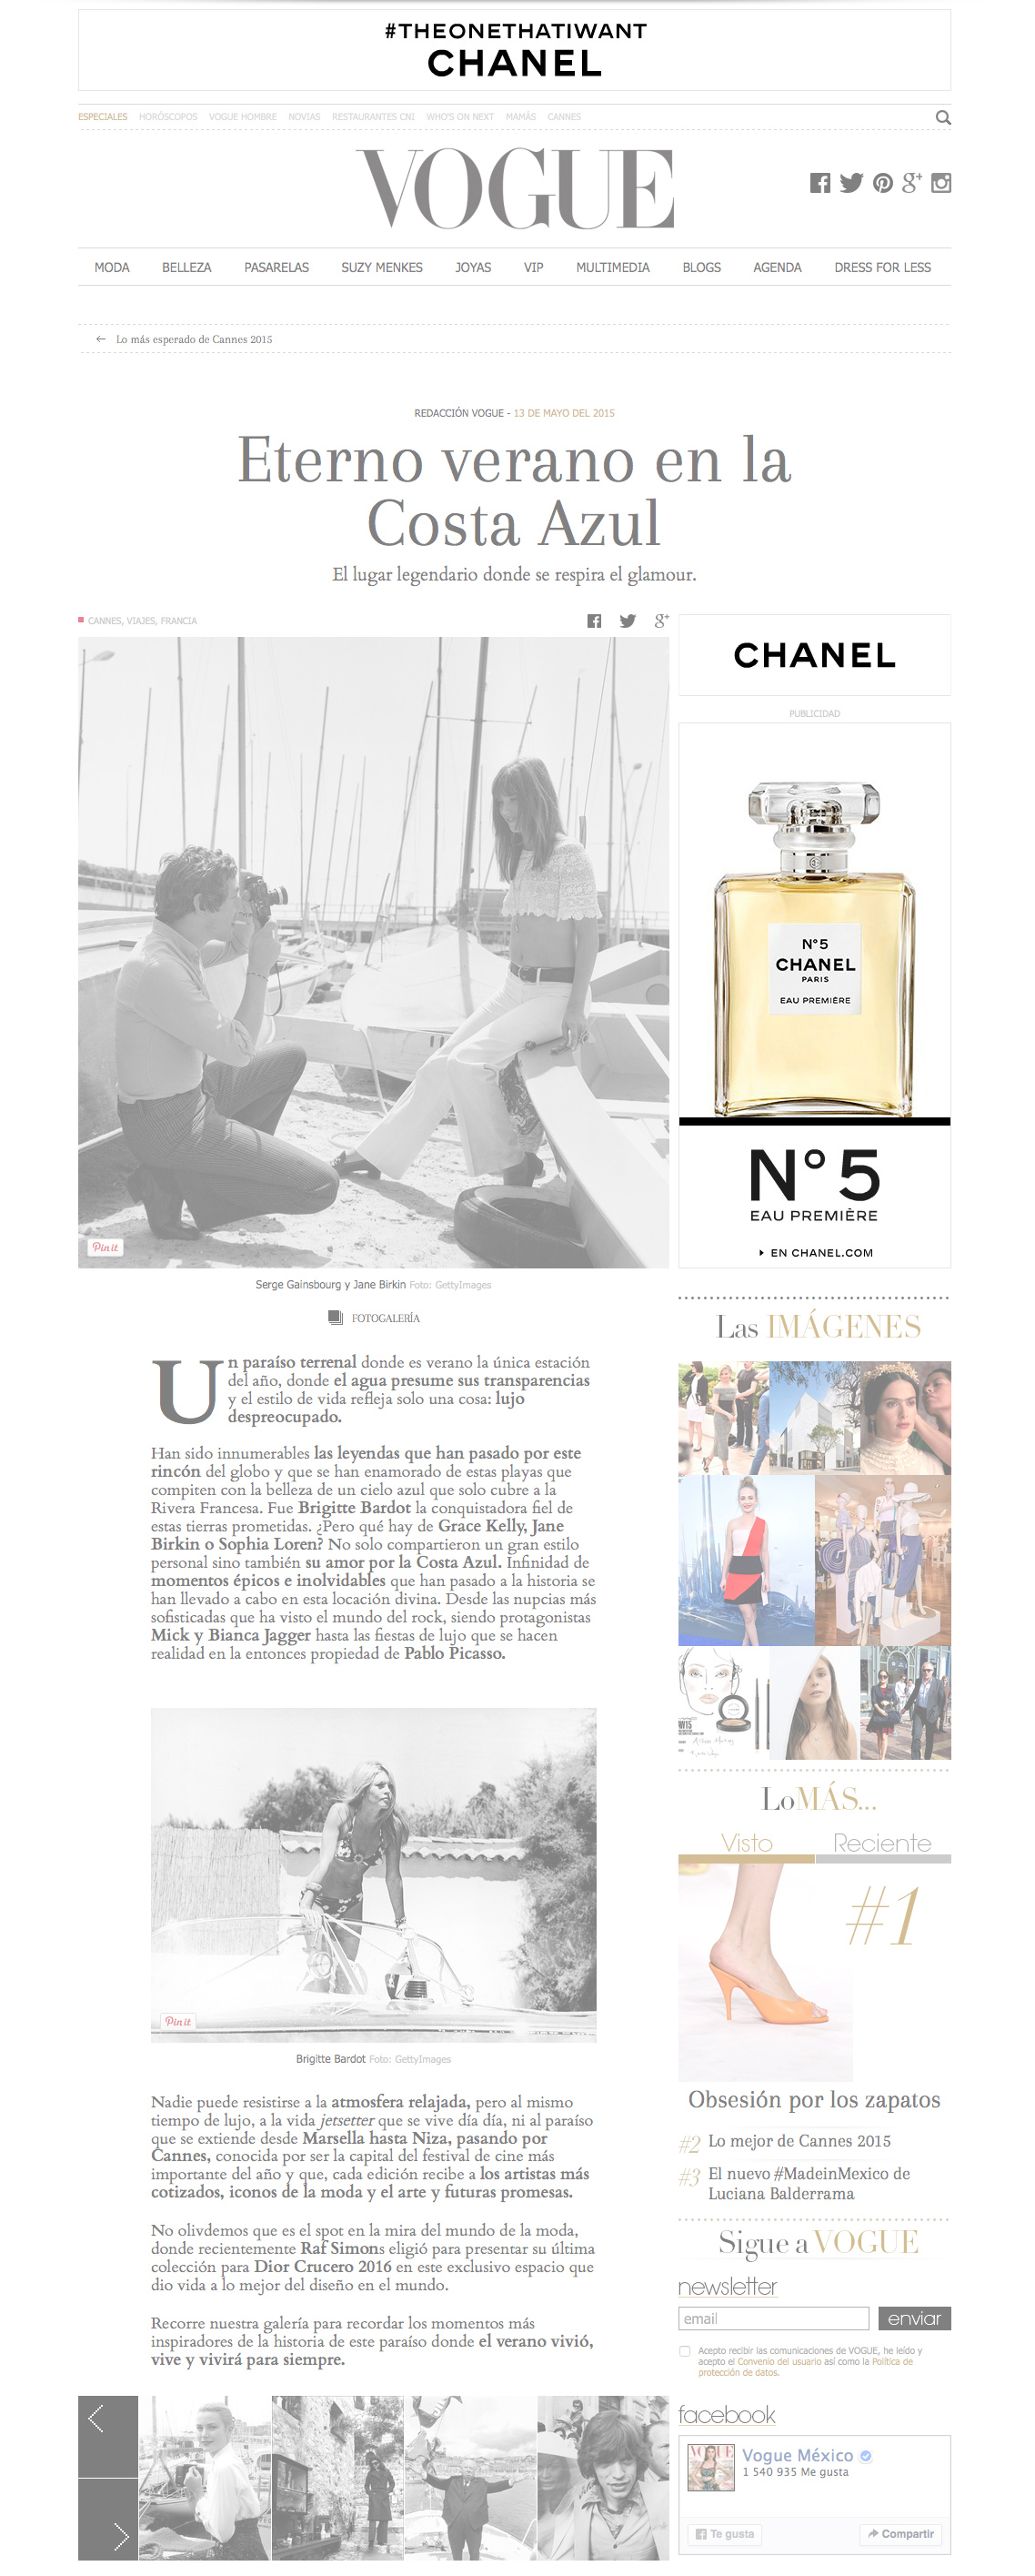 #THEONETHATIWANT
CHANEL
ESPECIALES HORÓSCOPOS VOGUE HOMBRE NOVIAS RESTAURANTES CNI WHO'S ON NEXT MAMÁS CANNES
VOGUE
MODA BELLEZA PASARELAS SUZY MENKES JOYAS VIP MULTIMEDIA BLOGS AGENDA DRESS FOR LESS
← Lo más esperado de Cannes 2015
REDACCIÓN VOGUE - 13 DE MAYO DEL 2015
Eterno verano en la
Costa Azul
El lugar legendario donde se respira el glamour.
CANNES, VIAJES, FRANCIA
Pin it
Serge Gainsbourg y Jane Birkin Foto: GettyImages
FOTOGALERÍA
Un paraíso terrenal donde es verano la única estación
del año, donde el agua presume sus transparencias
y el estilo de vida refleja solo una cosa: lujo
despreocupado.
Han sido innumerables las leyendas que han pasado por este
rincón del globo y que se han enamorado de estas playas que
compiten con la belleza de un cielo azul que solo cubre a la
Rivera Francesa. Fue Brigitte Bardot la conquistadora fiel de
estas tierras prometidas. ¿Pero qué hay de Grace Kelly, Jane
Birkin o Sophia Loren? No solo compartieron un gran estilo
personal sino también su amor por la Costa Azul. Infinidad de
momentos épicos e inolvidables que han pasado a la historia se
han llevado a cabo en esta locación divina. Desde las nupcias más
sofisticadas que ha visto el mundo del rock, siendo protagonistas
Mick y Bianca Jagger hasta las fiestas de lujo que se hacen
realidad en la entonces propiedad de Pablo Picasso.
Pin it
Brigitte Bardot Foto: GettyImages
Nadie puede resistirse a la atmosfera relajada, pero al mismo
tiempo de lujo, a la vida jetsetter que se vive día día, ni al paraíso
que se extiende desde Marsella hasta Niza, pasando por
Cannes, conocida por ser la capital del festival de cine más
importante del año y que, cada edición recibe a los artistas más
cotizados, iconos de la moda y el arte y futuras promesas.
No olivdemos que es el spot en la mira del mundo de la moda,
donde recientemente Raf Simons eligió para presentar su última
colección para Dior Crucero 2016 en este exclusivo espacio que
dio vida a lo mejor del diseño en el mundo.
Recorre nuestra galería para recordar los momentos más
inspiradores de la historia de este paraíso donde el verano vivió,
vive y vivirá para siempre.
CHANEL
PUBLICIDAD
N°5
CHANEL
PARIS
EAU PREMIÈRE
N°5
EAU PREMIÈRE
EN CHANEL.COM
Las IMÁGENES
LoMÁS...
Visto Reciente
#1
Obsesión por los zapatos
#2 Lo mejor de Cannes 2015
#3 El nuevo #MadeinMexico de
Luciana Balderrama
Sigue a VOGUE
newsletter
email enviar
Acepto recibir las comunicaciones de VOGUE, he leído y
acepto el Convenio del usuario así como la Política de
protección de datos.
facebook
VOGUE
Vogue México
1 540 935 Me gusta
Te gusta Compartir